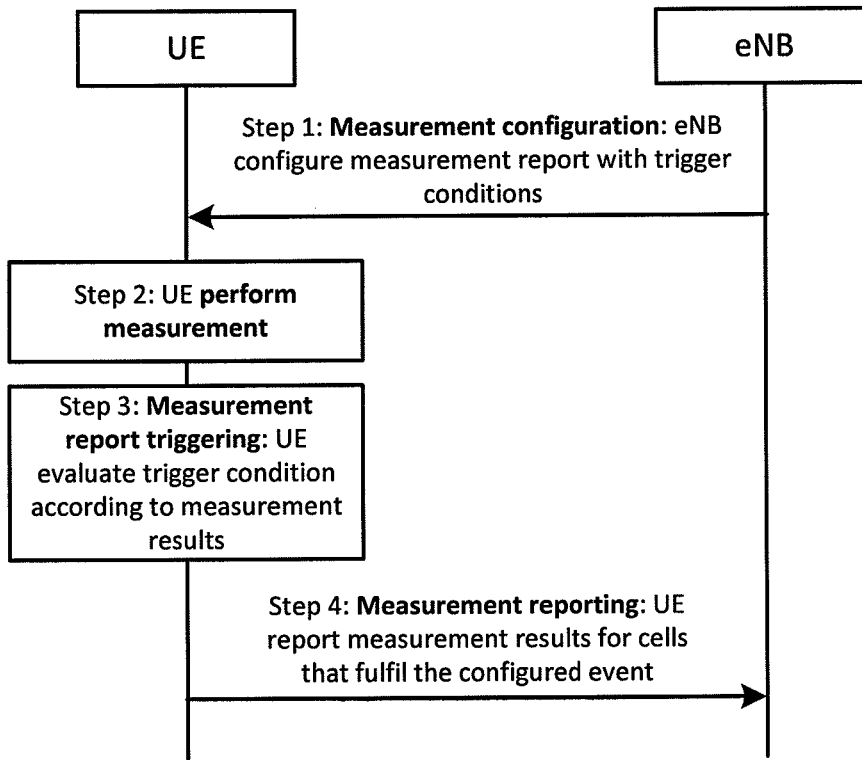 UE
eNB
Step 1: Measurement configuration: eNB
configure measurement report with trigger
conditions
Step 2: UE perform
measurement
Step 3: Measurement
report triggering: UE
evaluate trigger condition
according to measurement
results
Step 4: Measurement reporting: UE
report measurement results for cells
that fulfil the configured event